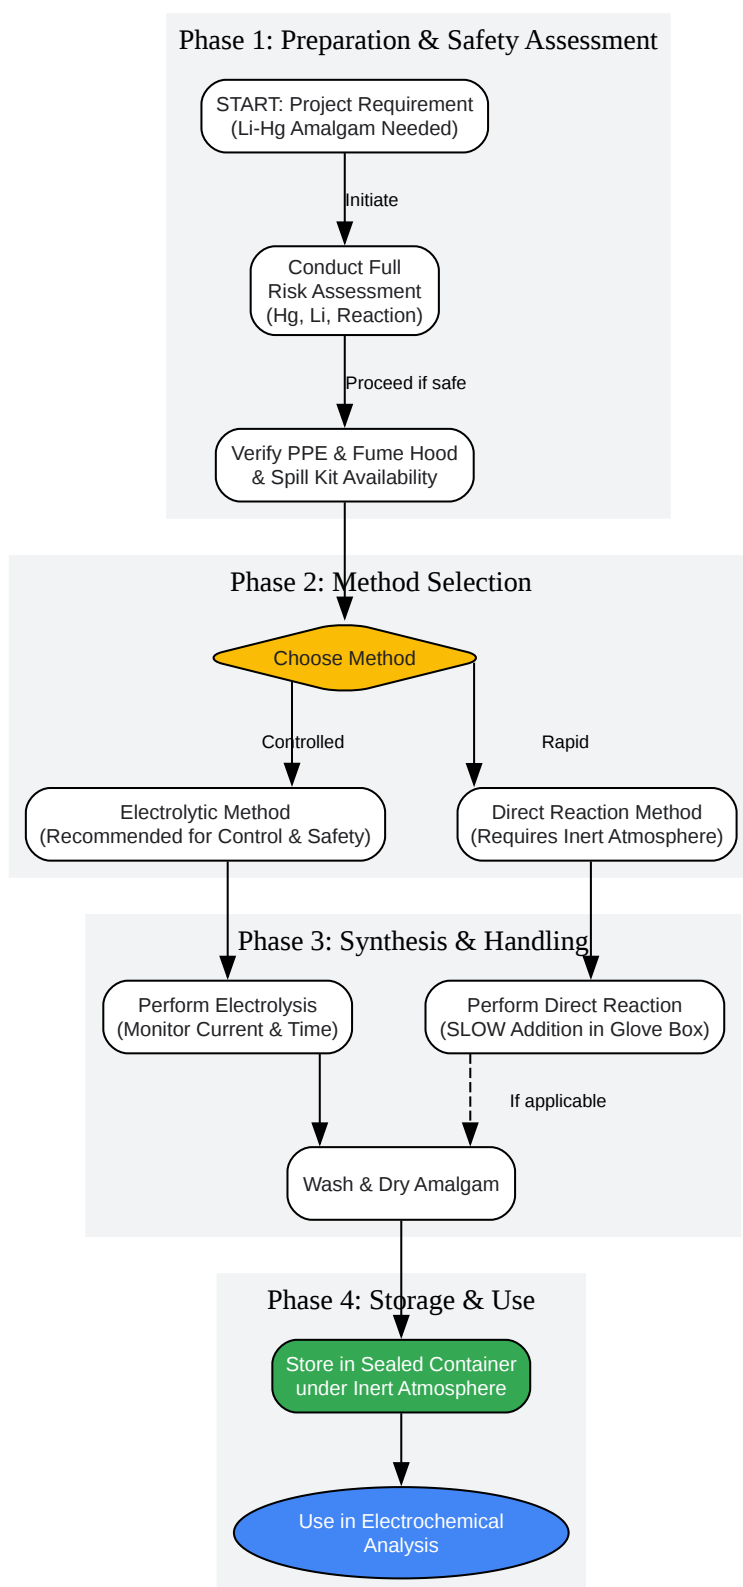 Phase 1: Preparation & Safety Assessment
START: Project Requirement
(Li-Hg Amalgam Needed)
Initiate
Conduct Full
Risk Assessment
(Hg, Li, Reaction)
Proceed if safe
Verify PPE & Fume Hood
& Spill Kit Availability
Phase 2: Method Selection
Choose Method
Controlled
Rapid
Electrolytic Method
(Recommended for Control & Safety)
Direct Reaction Method
(Requires Inert Atmosphere)
Phase 3: Synthesis & Handling
Perform Electrolysis
(Monitor Current & Time)
Perform Direct Reaction
(SLOW Addition in Glove Box)
If applicable
Wash & Dry Amalgam
Phase 4: Storage & Use
Store in Sealed Container
under Inert Atmosphere
Use in Electrochemical
Analysis